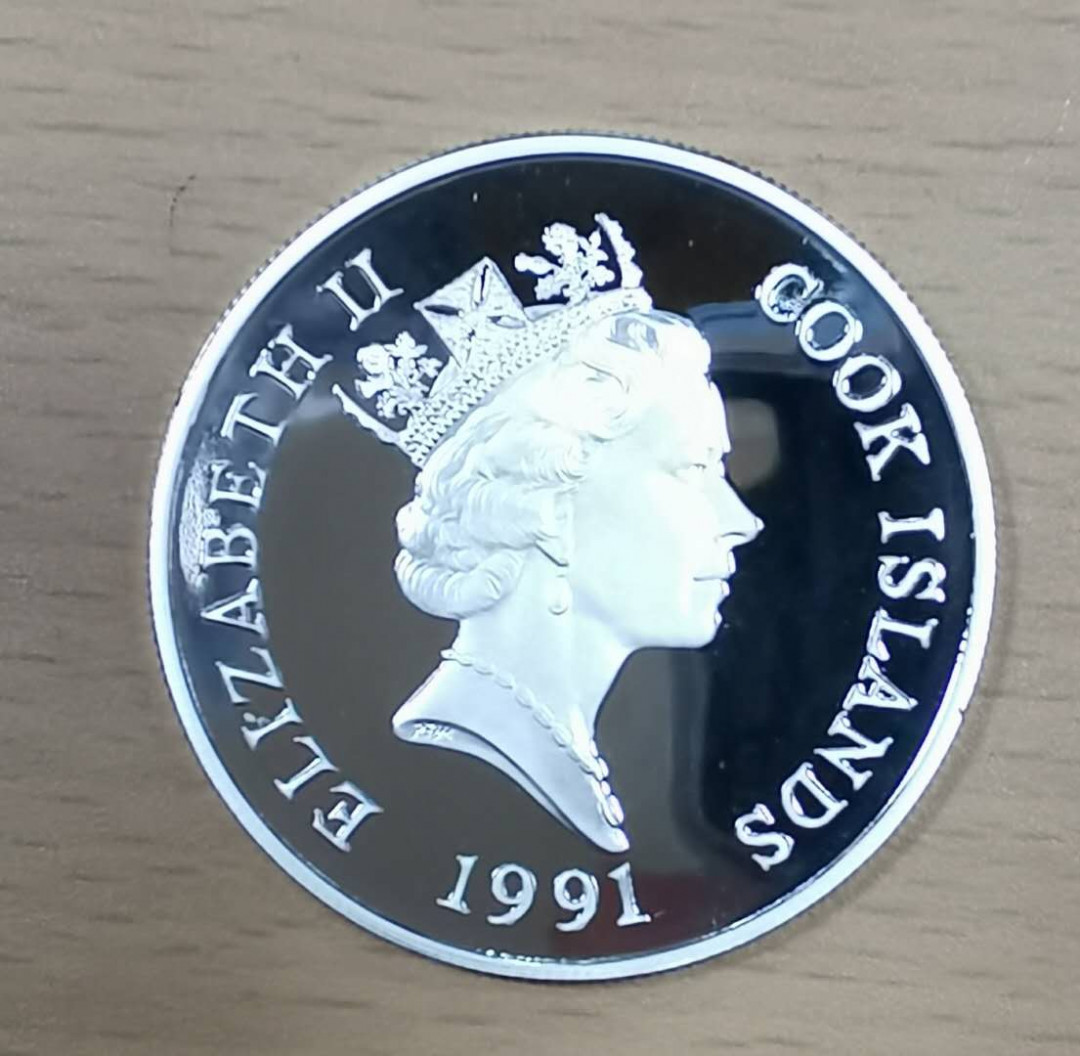 ELIZABETH II
COOK ISLANDS
1991